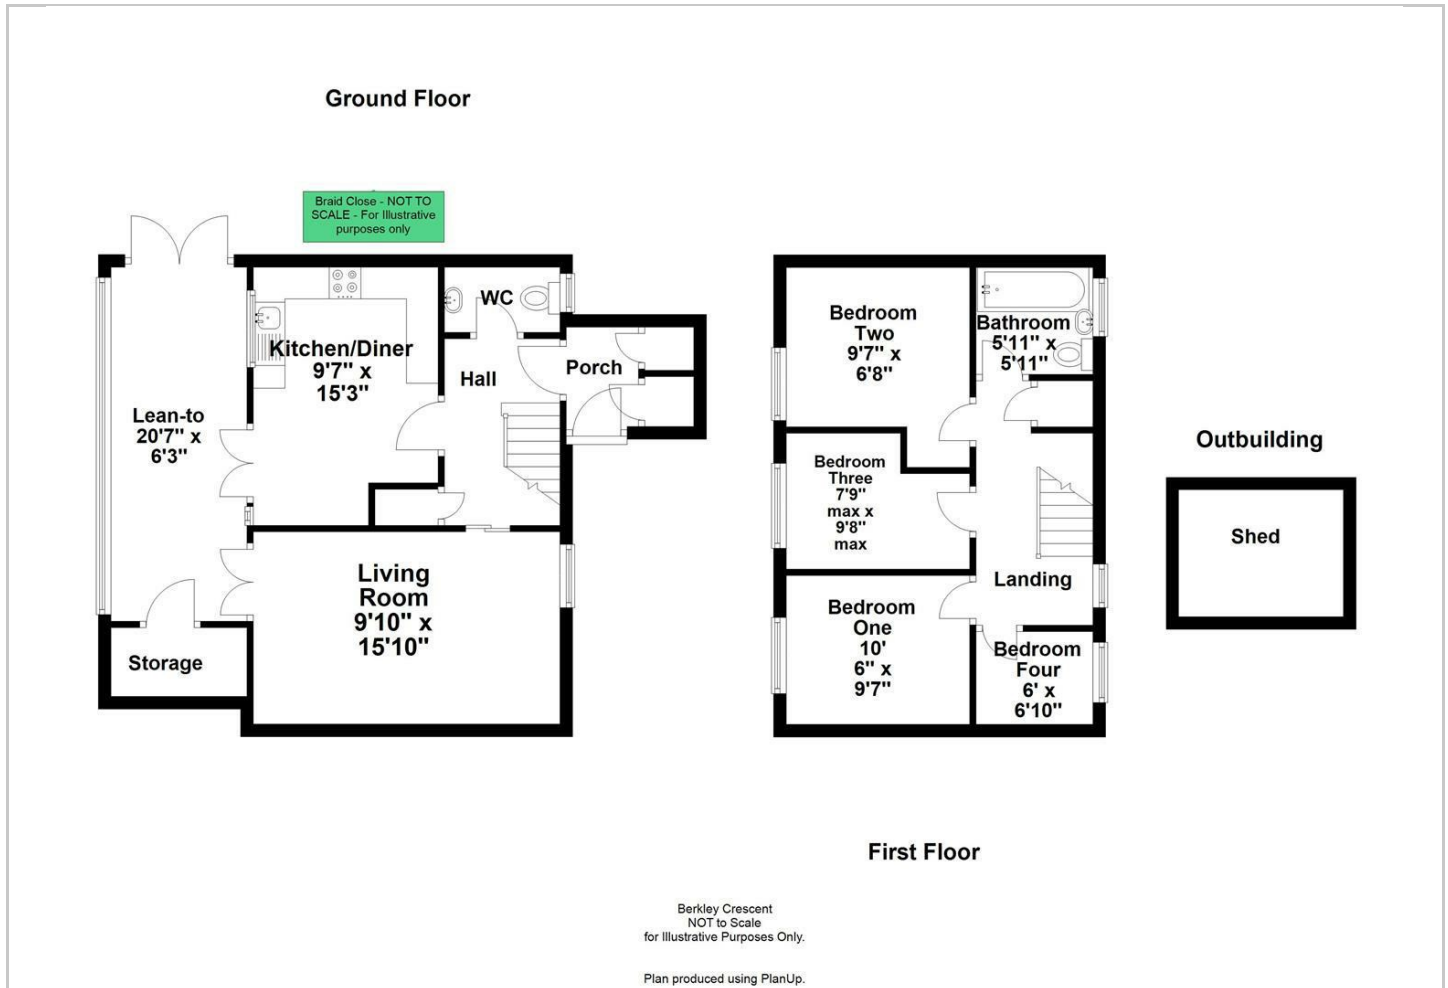 Ground Floor
Braid Close - NOT TO
SCALE - For Illustrative
purposes only
WC
Kitchen/Diner
9'7" x
15'3"
Hall
Porch
Lean-to
20'7" x
6'3"
Living
Room
9'10" x
15'10"
Storage
Bedroom
Two
9'7" x
6'8"
Bathroom
5'11" x
5'11"
Bedroom
Three
7'9"
max x
9'8"
max
Landing
Bedroom
One
10'
6" x
9'7"
Bedroom
Four
6' x
6'10"
Outbuilding
Shed
First Floor
Berkley Crescent
NOT to Scale
for Illustrative Purposes Only.
Plan produced using PlanUp.